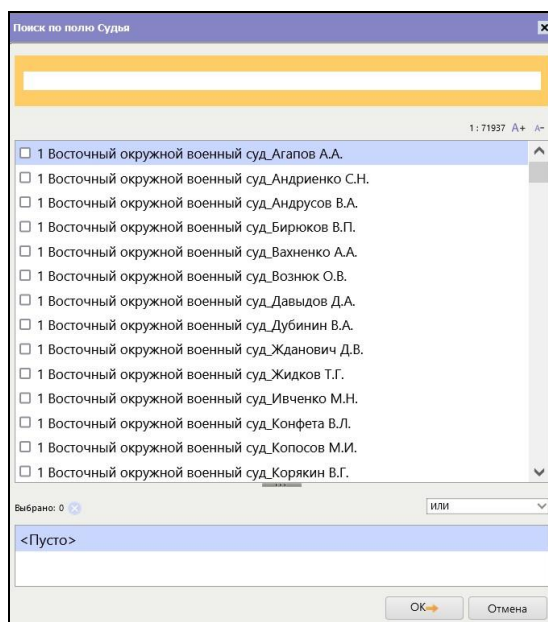 Поиск по полю Судья
1 : 71937 A+ A-
1 Восточный окружной военный суд_Агапов А.А.
1 Восточный окружной военный суд_Андриенко С.Н.
1 Восточный окружной военный суд_Андрусов В.А.
1 Восточный окружной военный суд_Бирюков В.П.
1 Восточный окружной военный суд_Вахненко А.А.
1 Восточный окружной военный суд_Вознюк О.В.
1 Восточный окружной военный суд_Давыдов Д.А.
1 Восточный окружной военный суд_Дубинин В.А.
1 Восточный окружной военный суд_Жданович Д.В.
1 Восточный окружной военный суд_Жидков Т.Г.
1 Восточный окружной военный суд_Ивченко М.Н.
1 Восточный окружной военный суд_Конфета В.Л.
1 Восточный окружной военный суд_Копосов М.И.
1 Восточный окружной военный суд_Корякин В.Г.
Выбрано: 0 или
<Пусто>
ОК Отмена